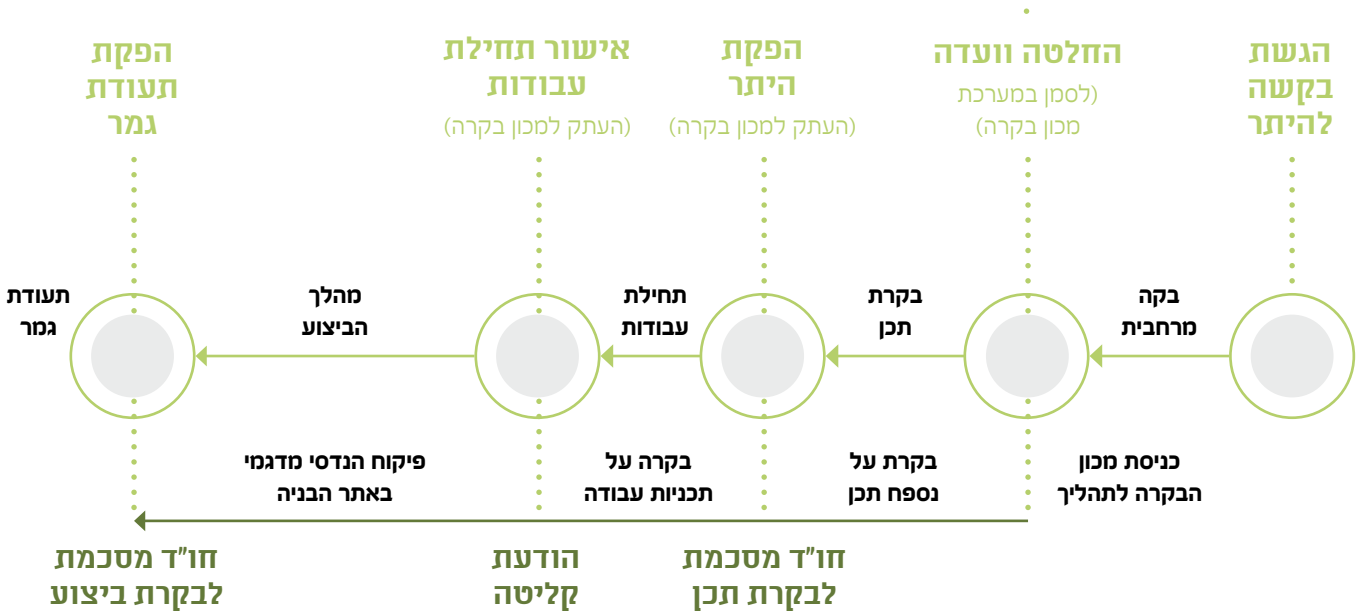 הגשת
בקשה
להיתר
החלטה וועדה
(לסמן במערכת
מכון בקרה)
הפקת
היתר
(העתק למכון בקרה)
אישור תחילת
עבודות
(העתק למכון בקרה)
הפקת
תעודת
גמר
בקה
מרחבית
בקרת
תכן
תחילת
עבודות
מהלך
הביצוע
תעודת
גמר
כניסת מכון
הבקרה לתהליך
בקרת על
נספח תכן
בקרה על
תכניות עבודה
פיקוח הנדסי מדגמי
באתר הבניה
חו"ד מסכמת
לבקרת תכן
הודעת
קליטה
חו"ד מסכמת
לבקרת ביצוע